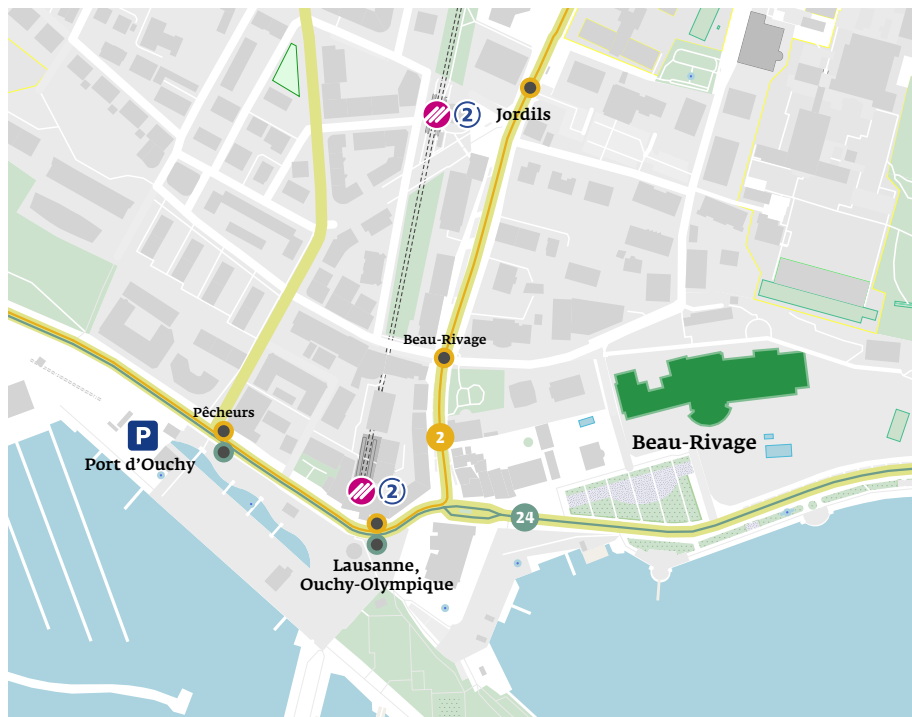 2
Jordils
Beau-Rivage
Pêcheurs
P
Port d'Ouchy
2
Beau-Rivage
2
24
Lausanne,
Ouchy-Olympique